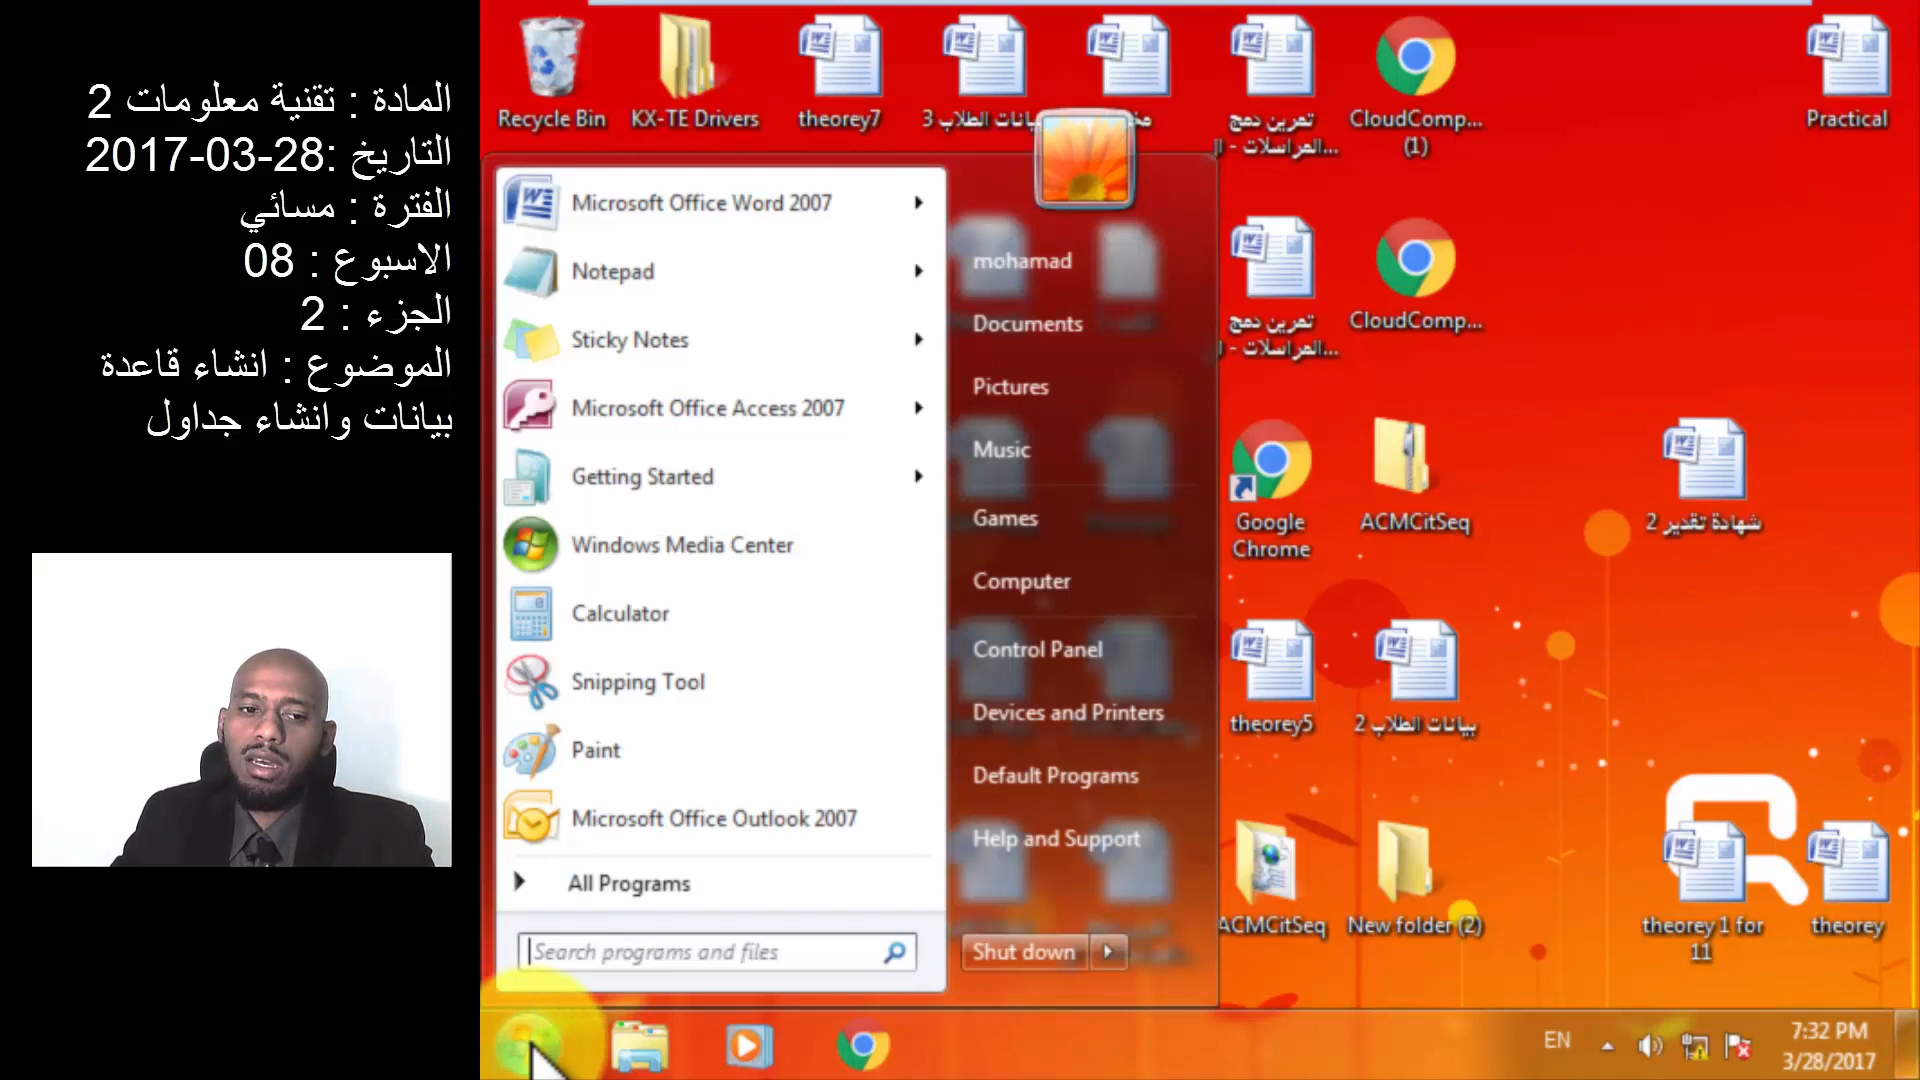 المادة : تقنية معلومات 2
التاريخ :28-03-2017
الفترة : مسائي
الاسبوع : 08
الجزء : 2
الموضوع : انشاء قاعدة
بيانات وانشاء جداول
Recycle Bin
KX-TE Drivers
theorey7
بيانات الطلاب 3
تمرين دمج
المراسلات - ا...
CloudComp...
(1)
Practical
Microsoft Office Word 2007
Notepad
Sticky Notes
Microsoft Office Access 2007
Getting Started
Windows Media Center
Calculator
Snipping Tool
Paint
Microsoft Office Outlook 2007
All Programs
Search programs and files
mohamad
Documents
Pictures
Music
Games
Computer
Control Panel
Devices and Printers
Default Programs
Help and Support
Shut down
تمرين دمج
المراسلات - ا...
CloudComp...
Google
Chrome
ACMCitSeq
شهادة تقدير 2
theorey5
بيانات الطلاب 2
ACMCitSeq
New folder (2)
theorey 1 for
11
theorey
EN
7:32 PM
3/28/2017